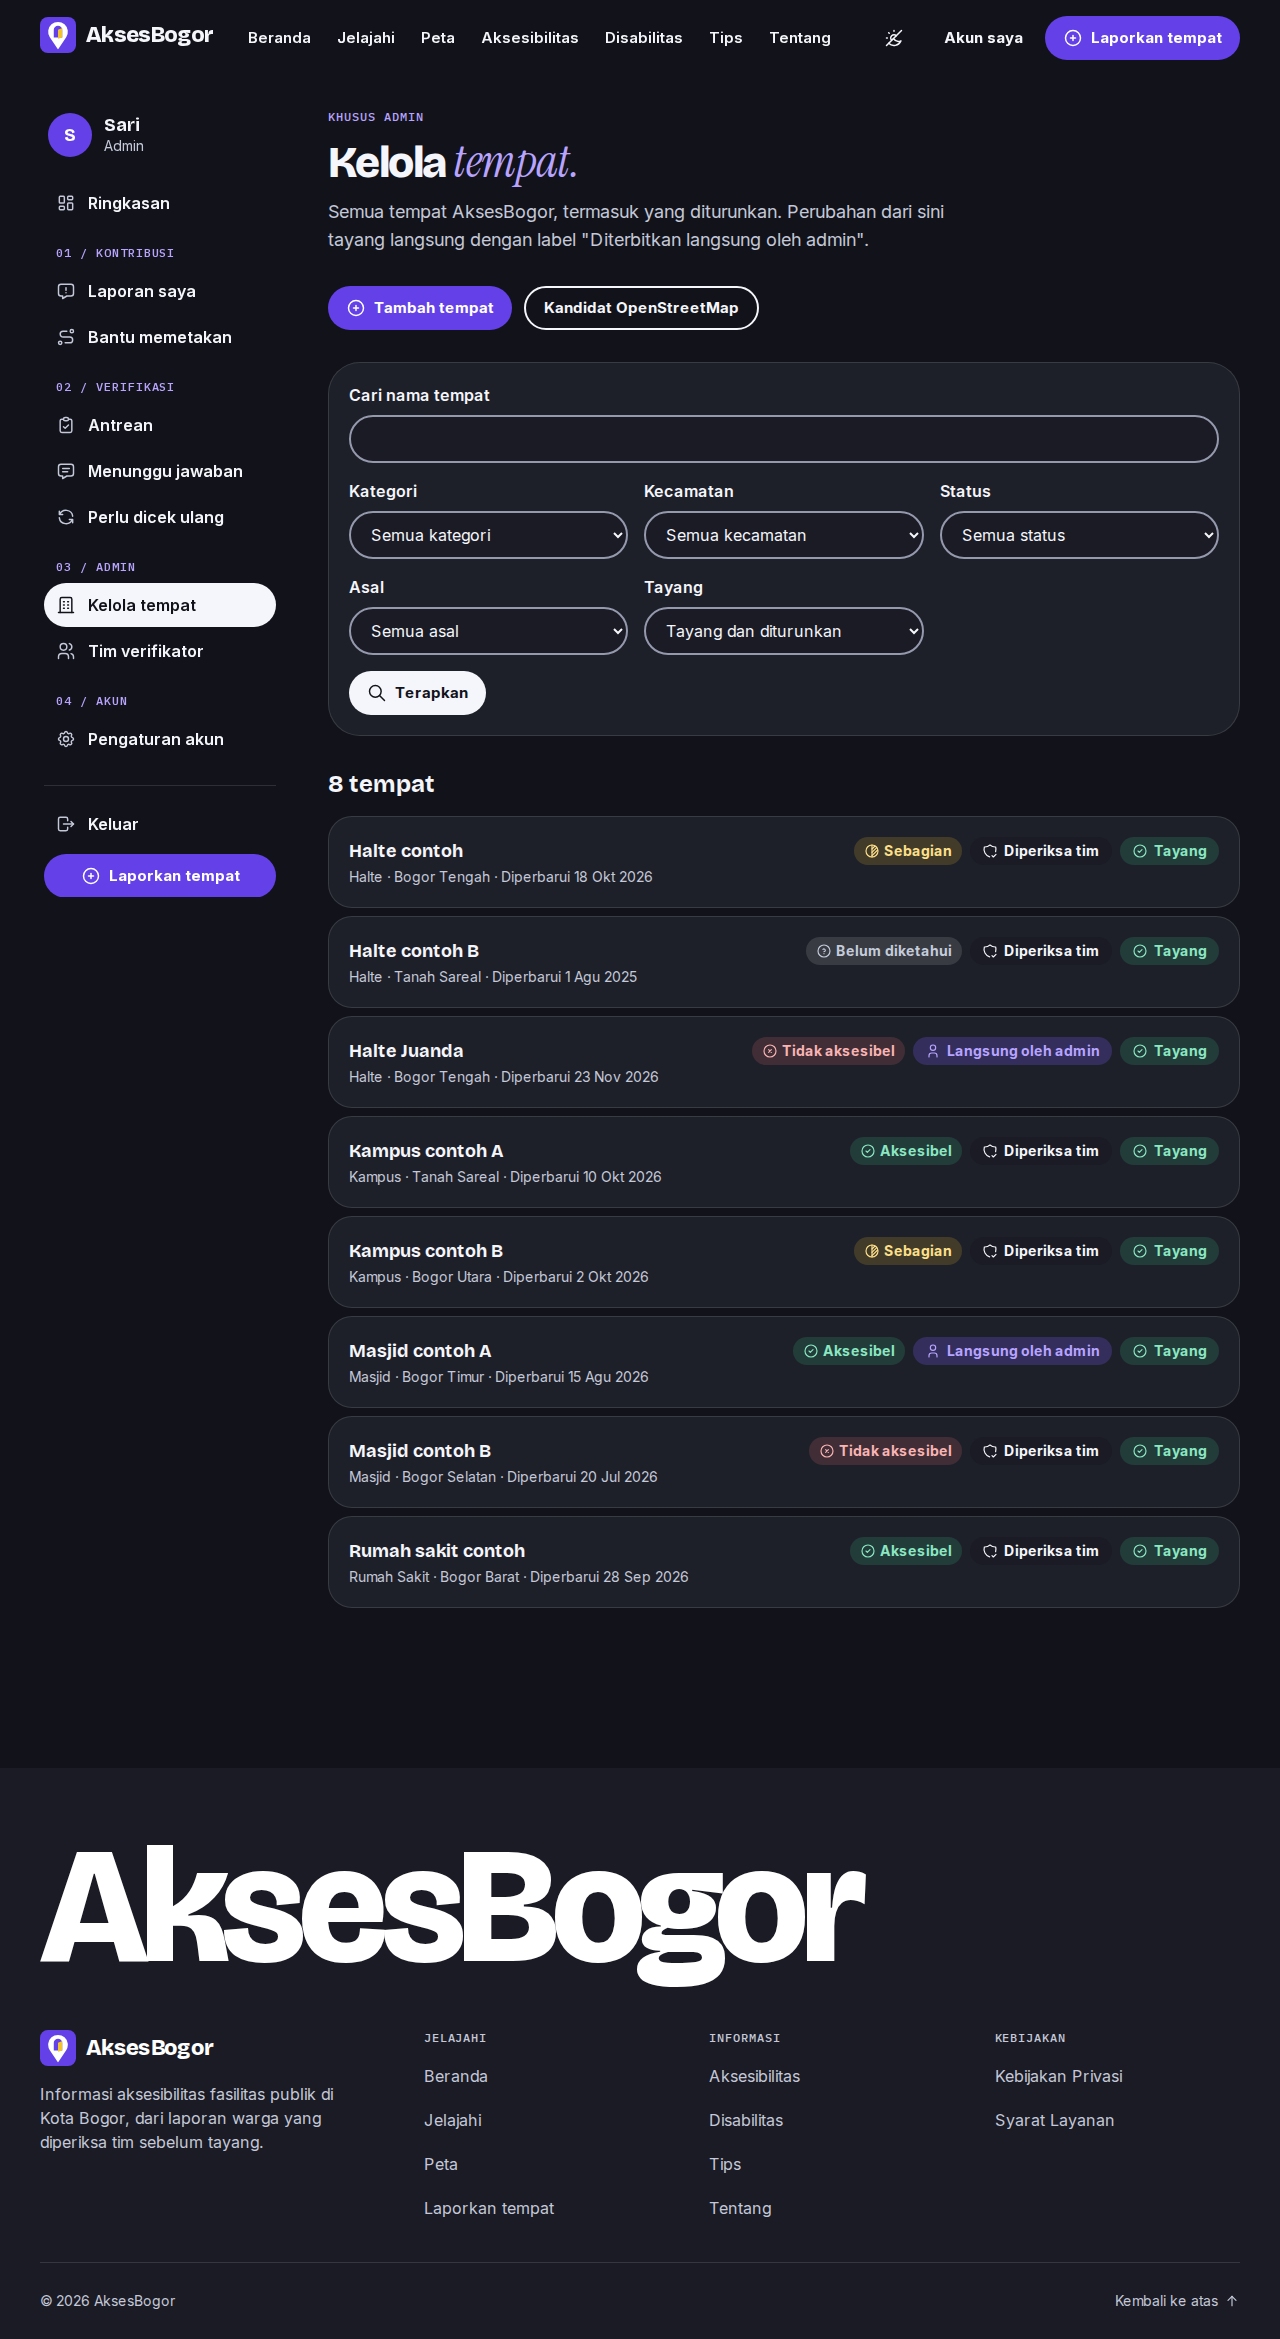 AksesBogor
Beranda
Jelajahi
Peta
Aksesibilitas
Disabilitas
Tips
Tentang
Akun saya
Laporkan tempat
S
Sari
Admin
Ringkasan
01 / KONTRIBUSI
Laporan saya
Bantu memetakan
02 / VERIFIKASI
Antrean
Menunggu jawaban
Perlu dicek ulang
03 / ADMIN
Kelola tempat
Tim verifikator
04 / AKUN
Pengaturan akun
Keluar
Laporkan tempat
KHUSUS ADMIN
Kelola tempat.
Semua tempat AksesBogor, termasuk yang diturunkan. Perubahan dari sini
tayang langsung dengan label "Diterbitkan langsung oleh admin".
Tambah tempat
Kandidat OpenStreetMap
Cari nama tempat
Kategori
Kecamatan
Status
Semua kategori
Semua kecamatan
Semua status
Asal
Tayang
Semua asal
Tayang dan diturunkan
Terapkan
8 tempat
Halte contoh
Sebagian
Diperiksa tim
Tayang
Halte · Bogor Tengah · Diperbarui 18 Okt 2026
Halte contoh B
Belum diketahui
Diperiksa tim
Tayang
Halte · Tanah Sareal · Diperbarui 1 Agu 2025
Halte Juanda
Tidak aksesibel
Langsung oleh admin
Tayang
Halte · Bogor Tengah · Diperbarui 23 Nov 2026
Kampus contoh A
Aksesibel
Diperiksa tim
Tayang
Kampus · Tanah Sareal · Diperbarui 10 Okt 2026
Kampus contoh B
Sebagian
Diperiksa tim
Tayang
Kampus · Bogor Utara · Diperbarui 2 Okt 2026
Masjid contoh A
Aksesibel
Langsung oleh admin
Tayang
Masjid · Bogor Timur · Diperbarui 15 Agu 2026
Masjid contoh B
Tidak aksesibel
Diperiksa tim
Tayang
Masjid · Bogor Selatan · Diperbarui 20 Jul 2026
Rumah sakit contoh
Aksesibel
Diperiksa tim
Tayang
Rumah Sakit · Bogor Barat · Diperbarui 28 Sep 2026
AksesBogor
AksesBogor
Informasi aksesibilitas fasilitas publik di
Kota Bogor, dari laporan warga yang
diperiksa tim sebelum tayang.
JELAJAHI
Beranda
Jelajahi
Peta
Laporkan tempat
INFORMASI
Aksesibilitas
Disabilitas
Tips
Tentang
KEBIJAKAN
Kebijakan Privasi
Syarat Layanan
© 2026 AksesBogor
Kembali ke atas ↑